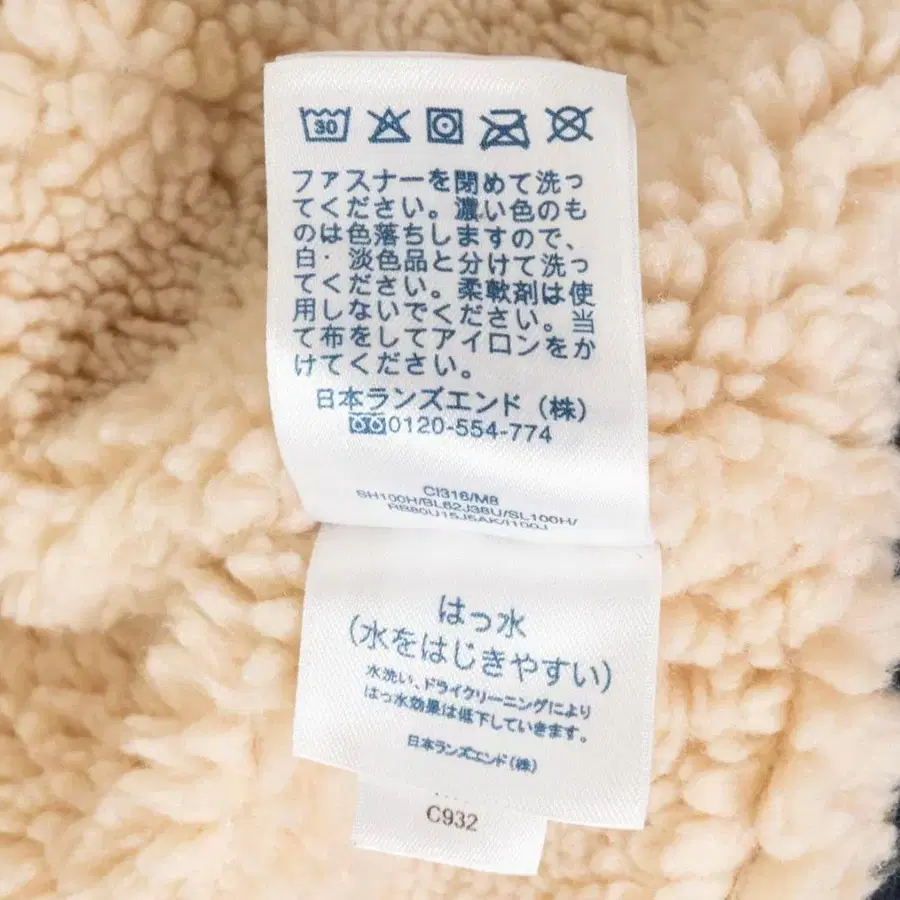 30
ファスナーを閉めて洗っ
てください。濃い色のも
のは色落ちしますので、
白・淡色品と分けて洗っ
てください。柔軟剤は使
用しないでください。当
て布をしてアイロンをか
けてください。
日本ランズエンド（株）
0120-554-774
CI316/M8
SH100H/BL62J38U/SL100H/
RB80U15J5AK/I100J
はっ水
（水をはじきやすい）
水洗い、ドライクリーニングにより
はっ水効果は低下していきます。
日本ランズエンド（株）
C932